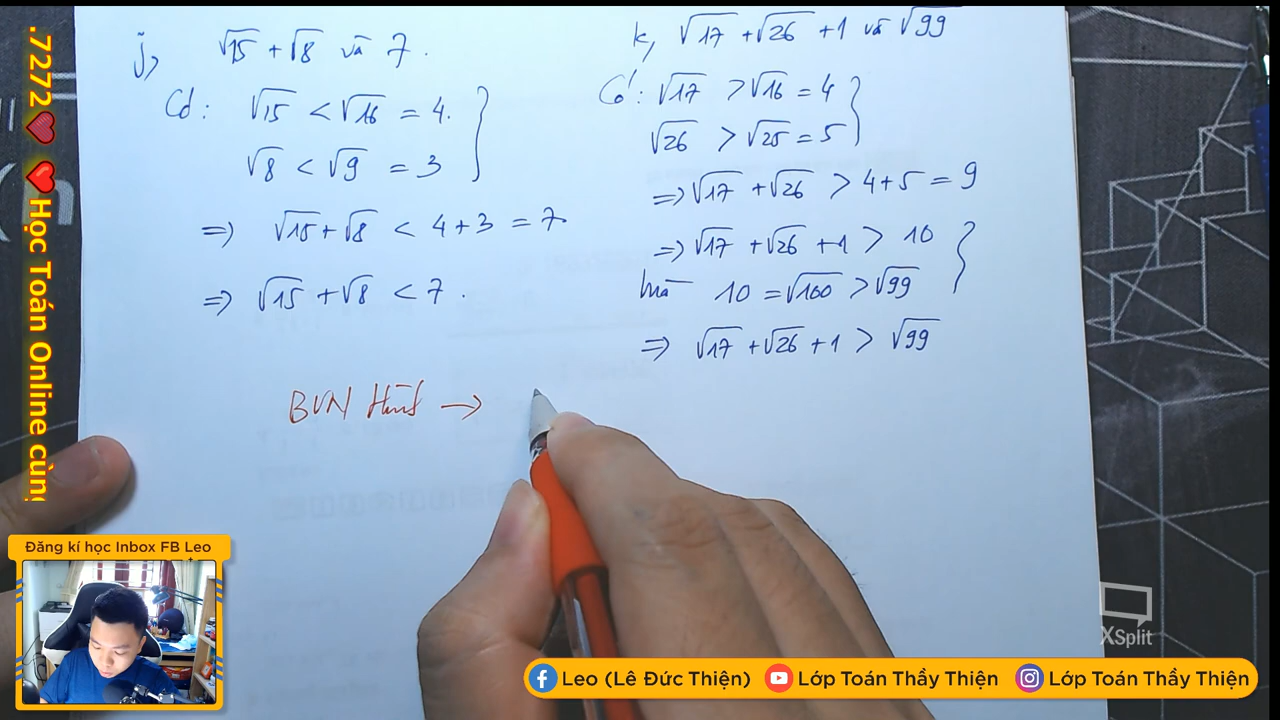 j, √15 + √8 và 7.
Có: √15 < √16 = 4.
√8 < √9 = 3
=> √15 + √8 < 4 + 3 = 7
=> √15 + √8 < 7.
k, √17 + √26 + 1 và √99
Có: √17 > √16 = 4
√26 > √25 = 5
=> √17 + √26 > 4 + 5 = 9
=> √17 + √26 + 1 > 10
mà 10 = √100 > √99
=> √17 + √26 + 1 > √99
BVN →
.7272❤ ❤Học Toán Online cùng
Đăng kí học Inbox FB Leo
XSplit
Leo (Lê Đức Thiện) Lớp Toán Thầy Thiện Lớp Toán Thầy Thiện